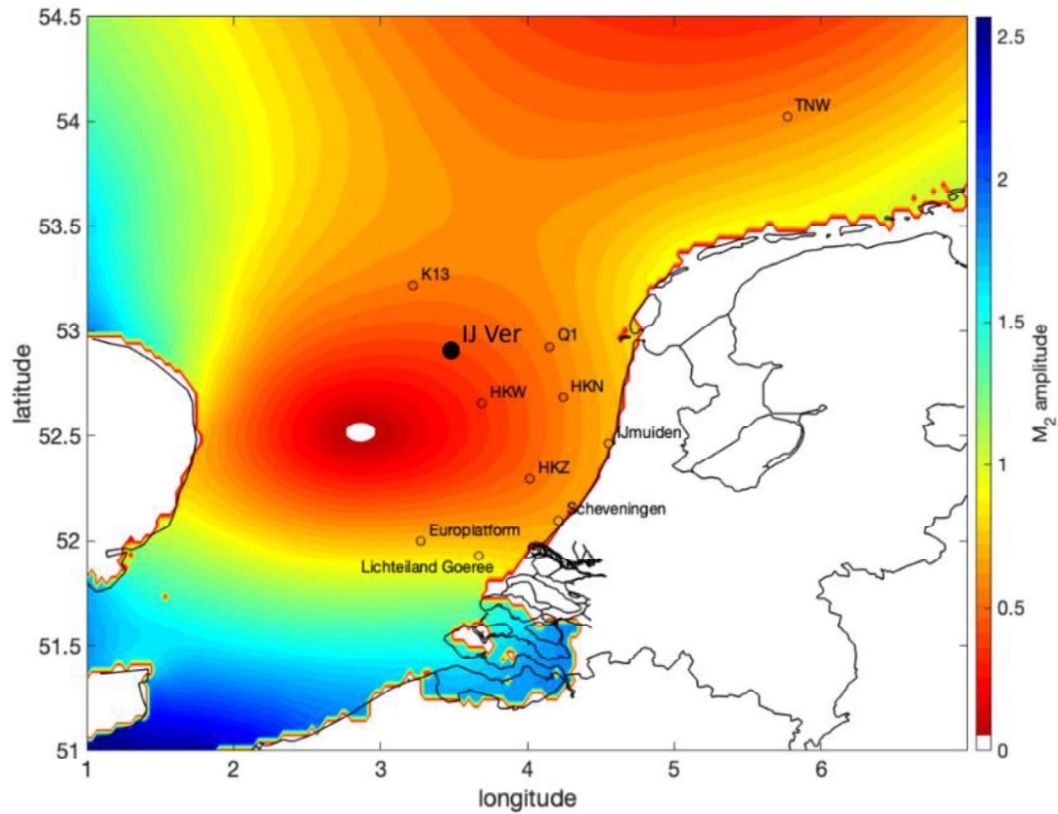 54.5
54
53.5
53
52.5
52
51.5
51
latitude
1
2
3
4
5
6
longitude
TNW
K13
IJ Ver
Q1
HKW
HKN
IJmuiden
HKZ
Scheveningen
Europlatform
Lichteiland Goeree
2.5
2
1.5
1
0.5
0
M₂ amplitude